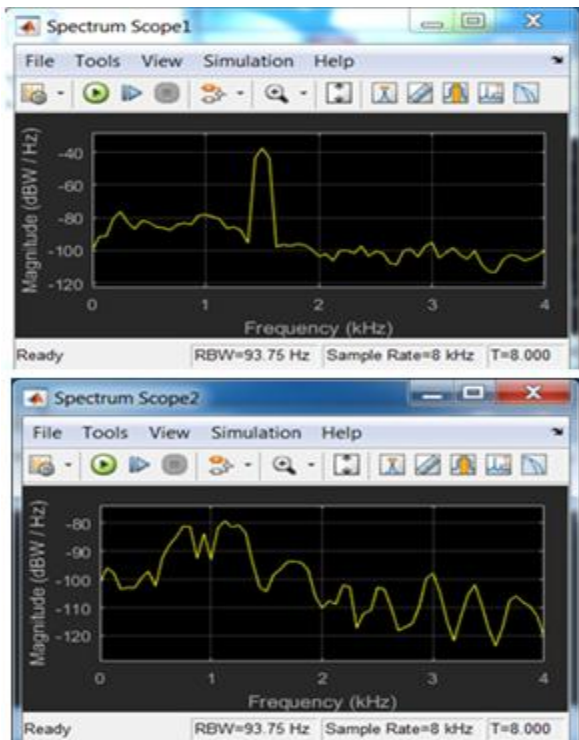 Spectrum Scope1
File Tools View Simulation Help
Magnitude (dBW / Hz)
-40
-60
-80
-100
-120
0 1 2 3 4
Frequency (kHz)
Ready RBW=93.75 Hz Sample Rate=8 kHz T=8.000
Spectrum Scope2
File Tools View Simulation Help
Magnitude (dBW / Hz)
-80
-90
-100
-110
-120
0 1 2 3 4
Frequency (kHz)
Ready RBW=93.75 Hz Sample Rate=8 kHz T=8.000